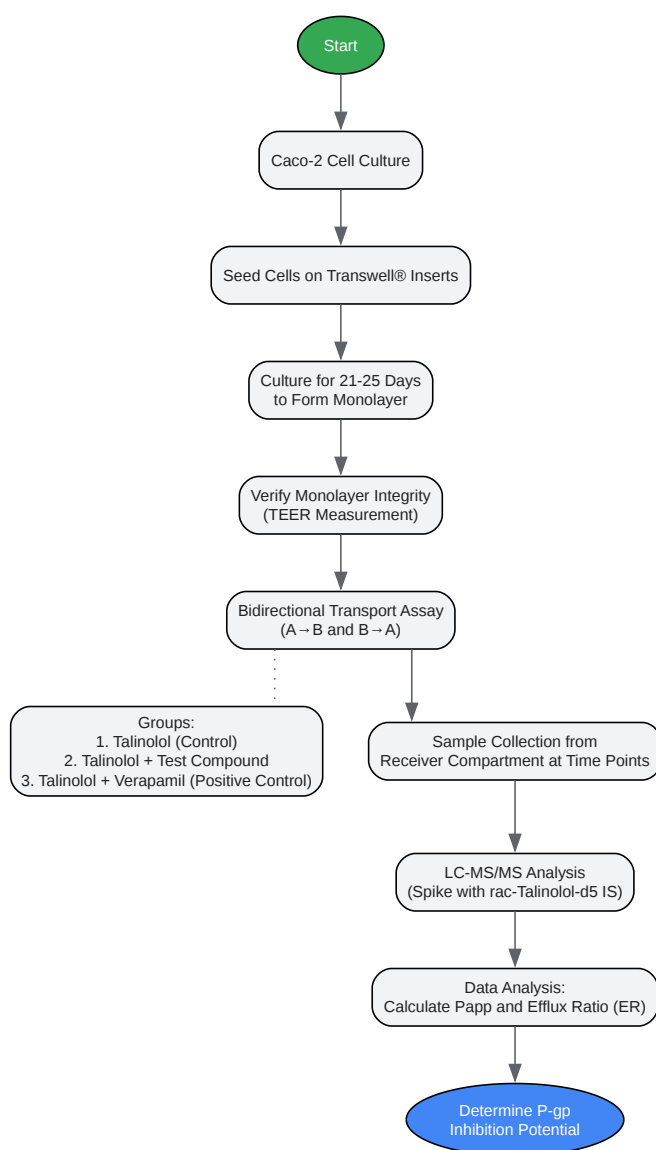 Start
Caco-2 Cell Culture
Seed Cells on Transwell® Inserts
Culture for 21-25 Days
to Form Monolayer
Verify Monolayer Integrity
(TEER Measurement)
Bidirectional Transport Assay
(A→B and B→A)
Groups:
1. Talinolol (Control)
2. Talinolol + Test Compound
3. Talinolol + Verapamil (Positive Control)
Sample Collection from
Receiver Compartment at Time Points
LC-MS/MS Analysis
(Spike with rac-Talinolol-d5 IS)
Data Analysis:
Calculate Papp and Efflux Ratio (ER)
Determine P-gp
Inhibition Potential